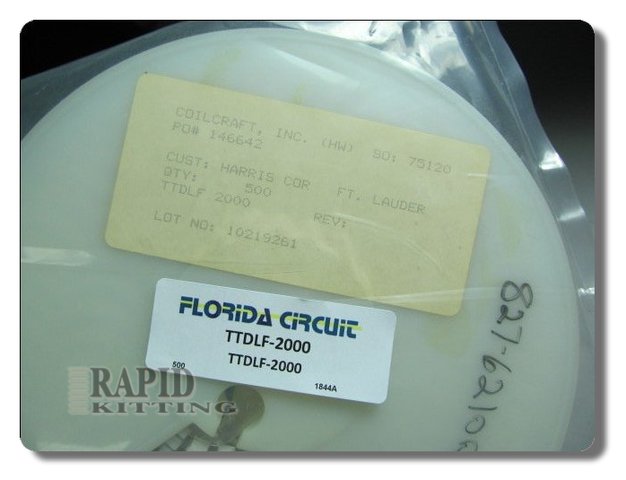 COILCRAFT, INC. (HW) SO: 75120
PO# 146642
CUST: HARRIS COR FT. LAUDER
QTY: 500
TTDLF 2000 REV:
LOT NO: 10219261
FLORIDA CIRCUIT
TTDLF-2000
TTDLF-2000
500 1844A
RAPID
KITTING